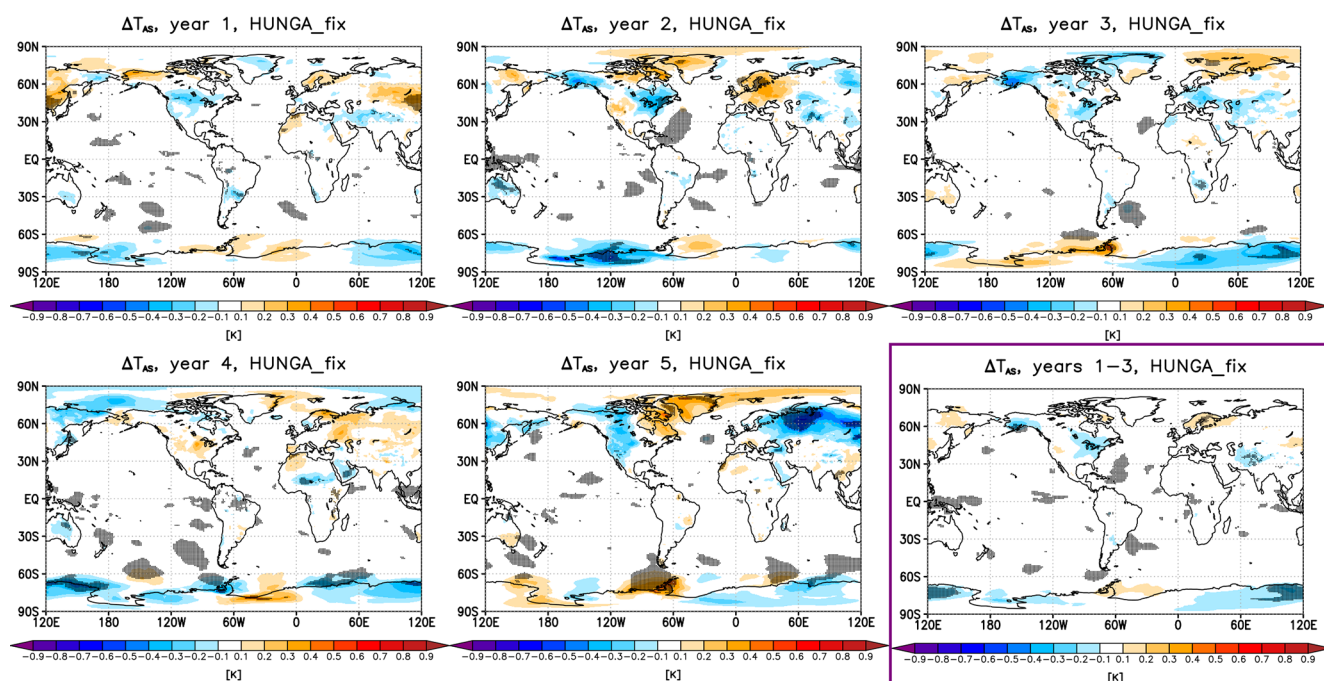 ΔT_AS, year 1, HUNGA_fix
90N
60N
30N
EQ
30S
60S
90S
120E 180 120W 60W 0 60E 120E
−0.9−0.8−0.7−0.6−0.5−0.4−0.3−0.2−0.1 0.1 0.2 0.3 0.4 0.5 0.6 0.7 0.8 0.9
[K]
ΔT_AS, year 2, HUNGA_fix
90N
60N
30N
EQ
30S
60S
90S
120E 180 120W 60W 0 60E 120E
−0.9−0.8−0.7−0.6−0.5−0.4−0.3−0.2−0.1 0.1 0.2 0.3 0.4 0.5 0.6 0.7 0.8 0.9
[K]
ΔT_AS, year 3, HUNGA_fix
90N
60N
30N
EQ
30S
60S
90S
120E 180 120W 60W 0 60E 120E
−0.9−0.8−0.7−0.6−0.5−0.4−0.3−0.2−0.1 0.1 0.2 0.3 0.4 0.5 0.6 0.7 0.8 0.9
[K]
ΔT_AS, year 4, HUNGA_fix
90N
60N
30N
EQ
30S
60S
90S
120E 180 120W 60W 0 60E 120E
−0.9−0.8−0.7−0.6−0.5−0.4−0.3−0.2−0.1 0.1 0.2 0.3 0.4 0.5 0.6 0.7 0.8 0.9
[K]
ΔT_AS, year 5, HUNGA_fix
90N
60N
30N
EQ
30S
60S
90S
120E 180 120W 60W 0 60E 120E
−0.9−0.8−0.7−0.6−0.5−0.4−0.3−0.2−0.1 0.1 0.2 0.3 0.4 0.5 0.6 0.7 0.8 0.9
[K]
ΔT_AS, years 1−3, HUNGA_fix
90N
60N
30N
EQ
30S
60S
90S
120E 180 120W 60W 0 60E 120E
−0.9−0.8−0.7−0.6−0.5−0.4−0.3−0.2−0.1 0.1 0.2 0.3 0.4 0.5 0.6 0.7 0.8 0.9
[K]